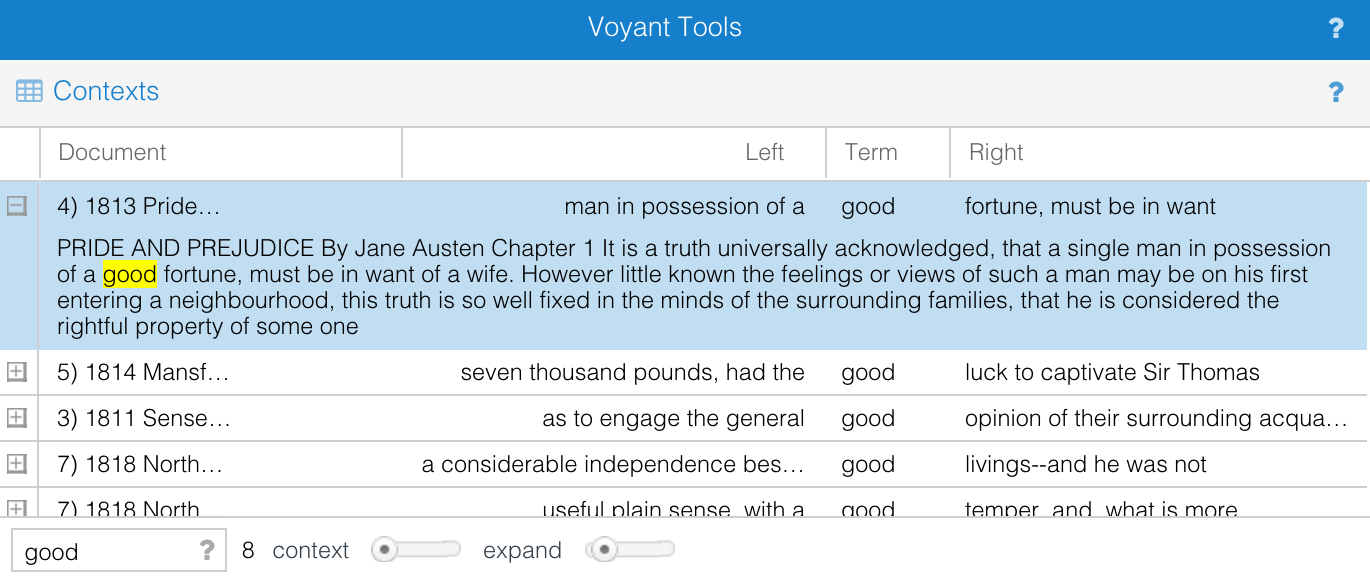 Voyant Tools ?
Contexts ?
Document Left Term Right
4) 1813 Pride... man in possession of a good fortune, must be in want
PRIDE AND PREJUDICE By Jane Austen Chapter 1 It is a truth universally acknowledged, that a single man in possession
of a good fortune, must be in want of a wife. However little known the feelings or views of such a man may be on his first
entering a neighbourhood, this truth is so well fixed in the minds of the surrounding families, that he is considered the
rightful property of some one
5) 1814 Mansf... seven thousand pounds, had the good luck to captivate Sir Thomas
3) 1811 Sense... as to engage the general good opinion of their surrounding acqua...
7) 1818 North... a considerable independence bes... good livings--and he was not
7) 1818 North... useful plain sense, with a good temper, and, what is more
good ? 8 context expand